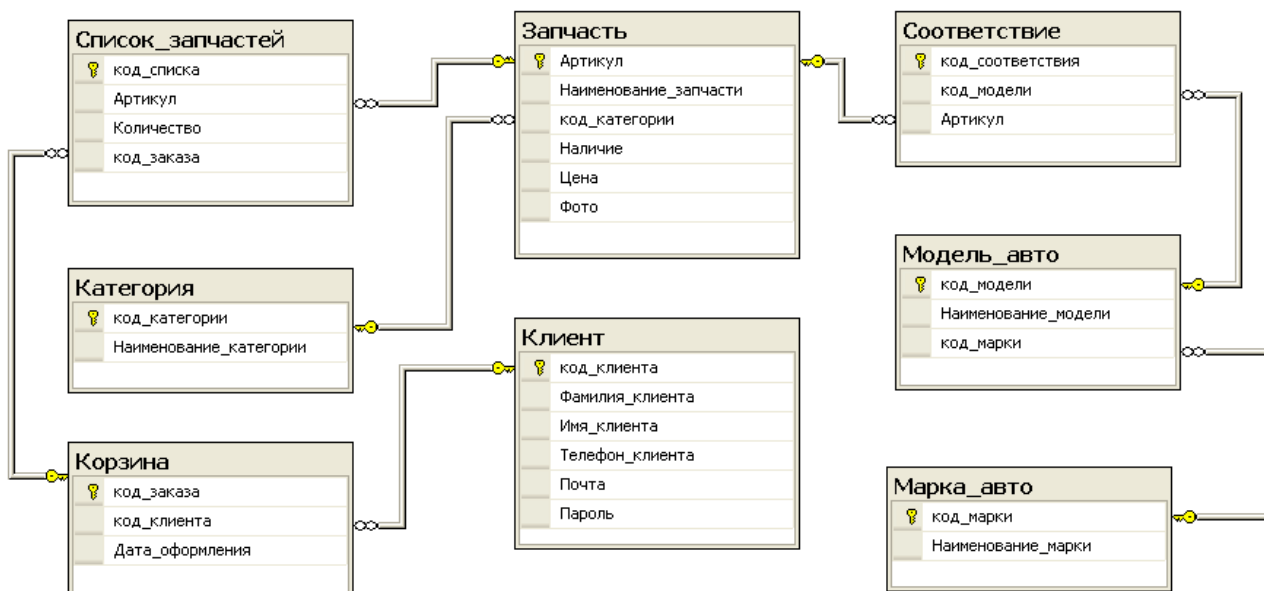 Список_запчастей
код_списка
Артикул
Количество
код_заказа
Запчасть
Артикул
Наименование_запчасти
код_категории
Наличие
Цена
Фото
Соответствие
код_соответствия
код_модели
Артикул
Категория
код_категории
Наименование_категории
Клиент
код_клиента
Фамилия_клиента
Имя_клиента
Телефон_клиента
Почта
Пароль
Модель_авто
код_модели
Наименование_модели
код_марки
Корзина
код_заказа
код_клиента
Дата_оформления
Марка_авто
код_марки
Наименование_марки